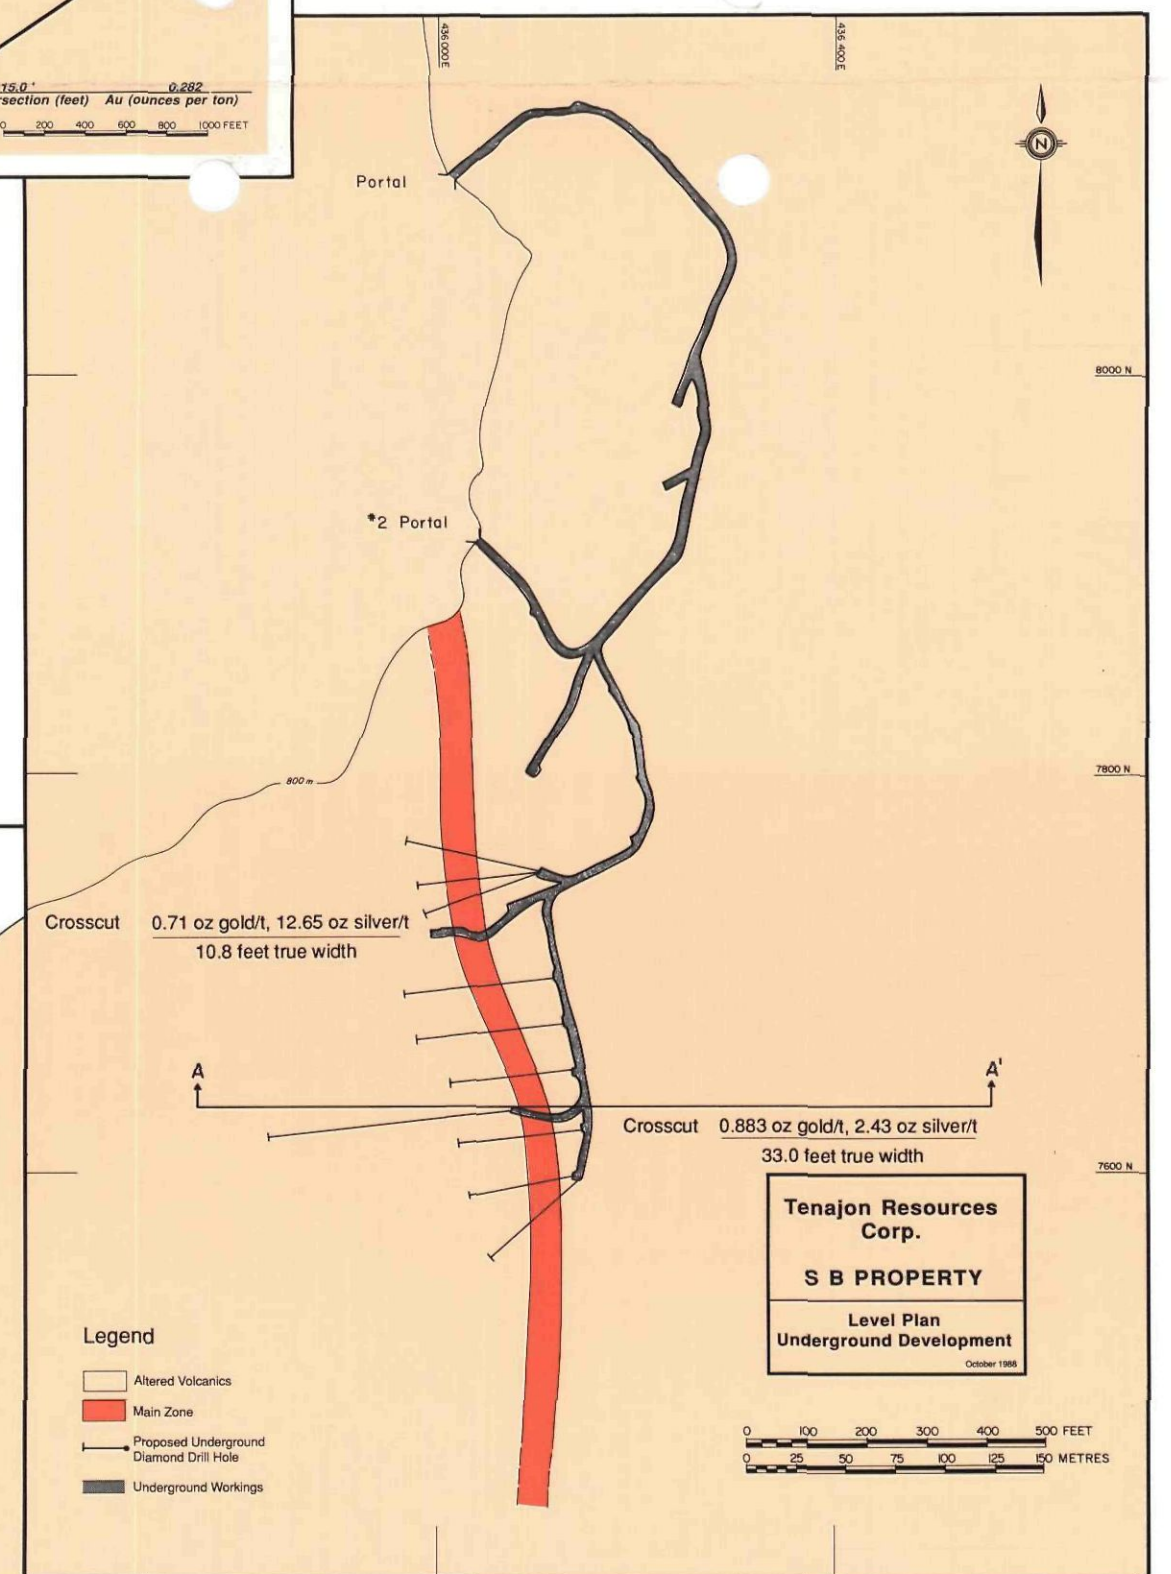 15.0'   0.282
rsection (feet)   Au (ounces per ton)
0   200   400   600   800   1000 FEET
436 000 E
436 400 E
N
Portal
8000 N
#2 Portal
7800 N
800 m
Crosscut   0.71 oz gold/t, 12.65 oz silver/t
10.8 feet true width
A   A'
Crosscut   0.883 oz gold/t, 2.43 oz silver/t
33.0 feet true width
7600 N
Tenajon Resources
Corp.
S B PROPERTY
Level Plan
Underground Development
October 1988
Legend
Altered Volcanics
Main Zone
Proposed Underground
Diamond Drill Hole
Underground Workings
0   100   200   300   400   500 FEET
0   25   50   75   100   125   150 METRES